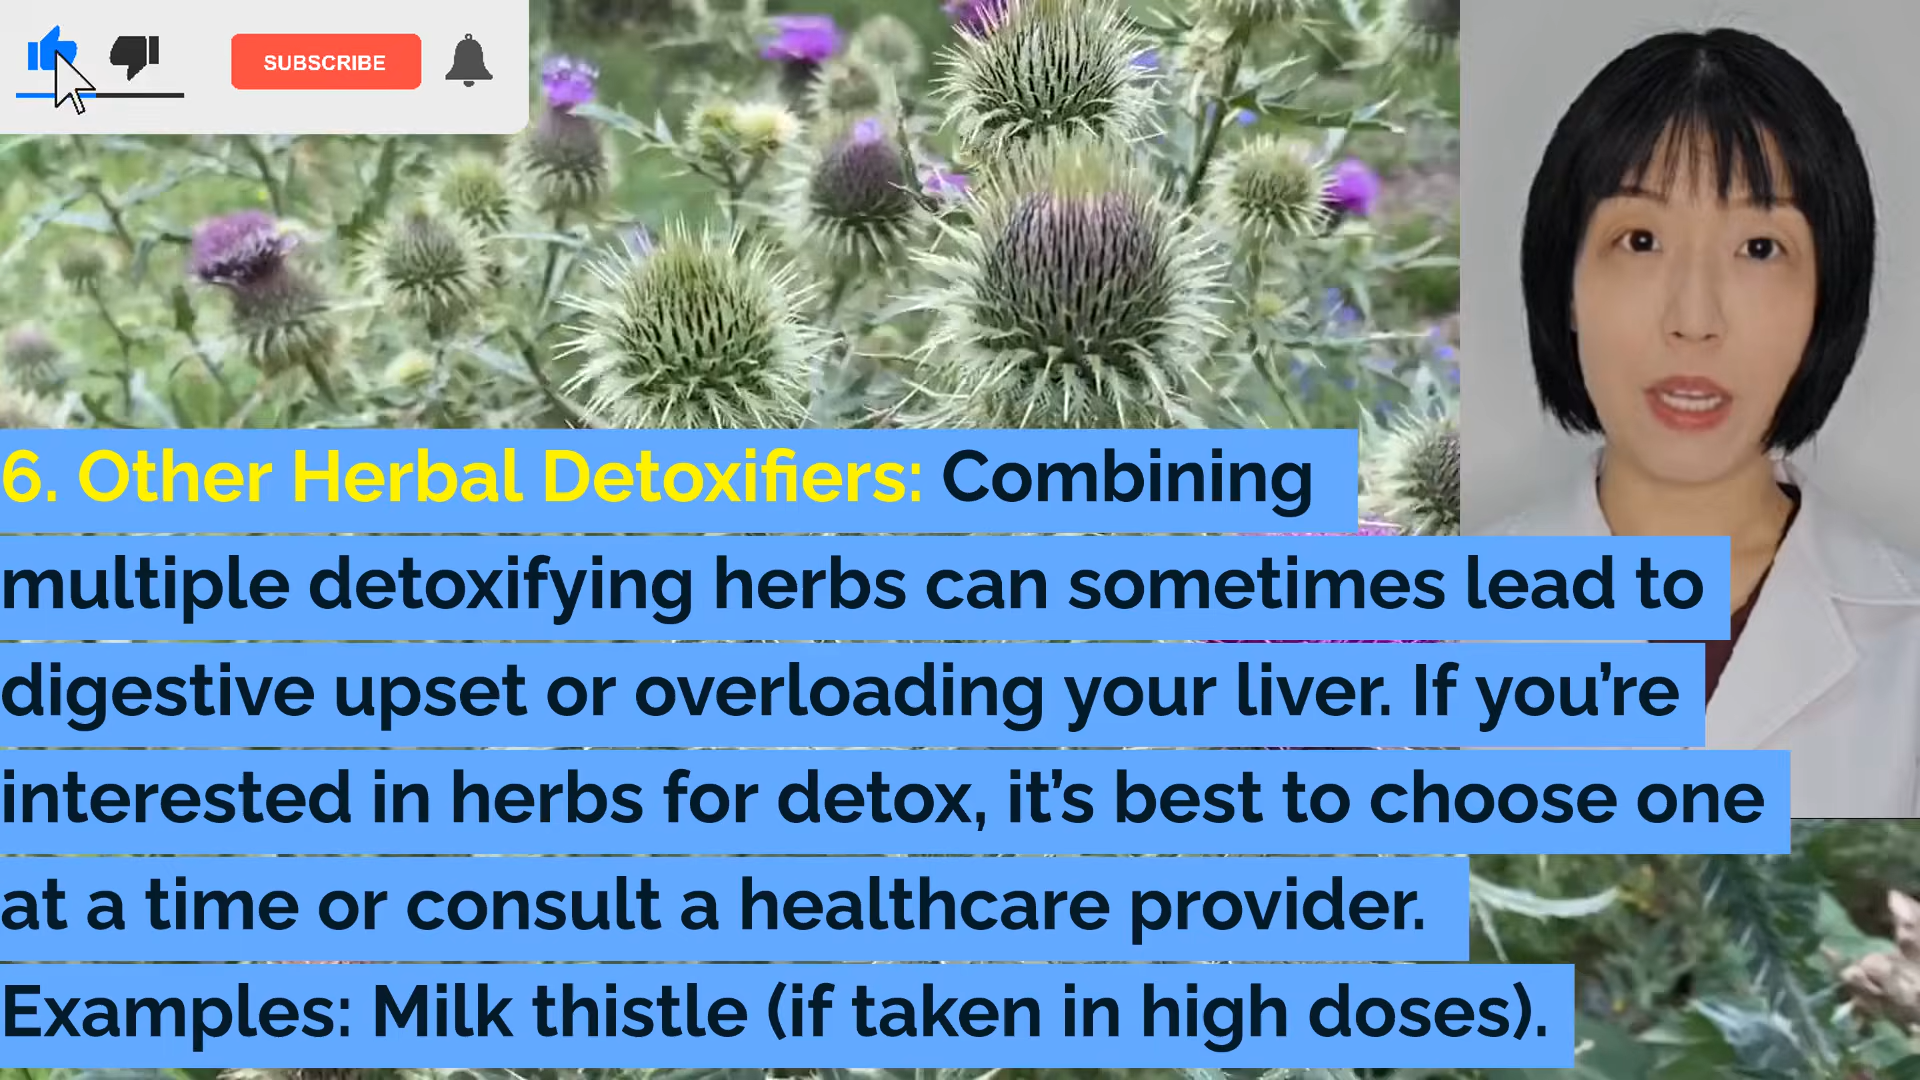 SUBSCRIBE
6. Other Herbal Detoxifiers: Combining
multiple detoxifying herbs can sometimes lead to
digestive upset or overloading your liver. If you’re
interested in herbs for detox, it’s best to choose one
at a time or consult a healthcare provider.
Examples: Milk thistle (if taken in high doses).